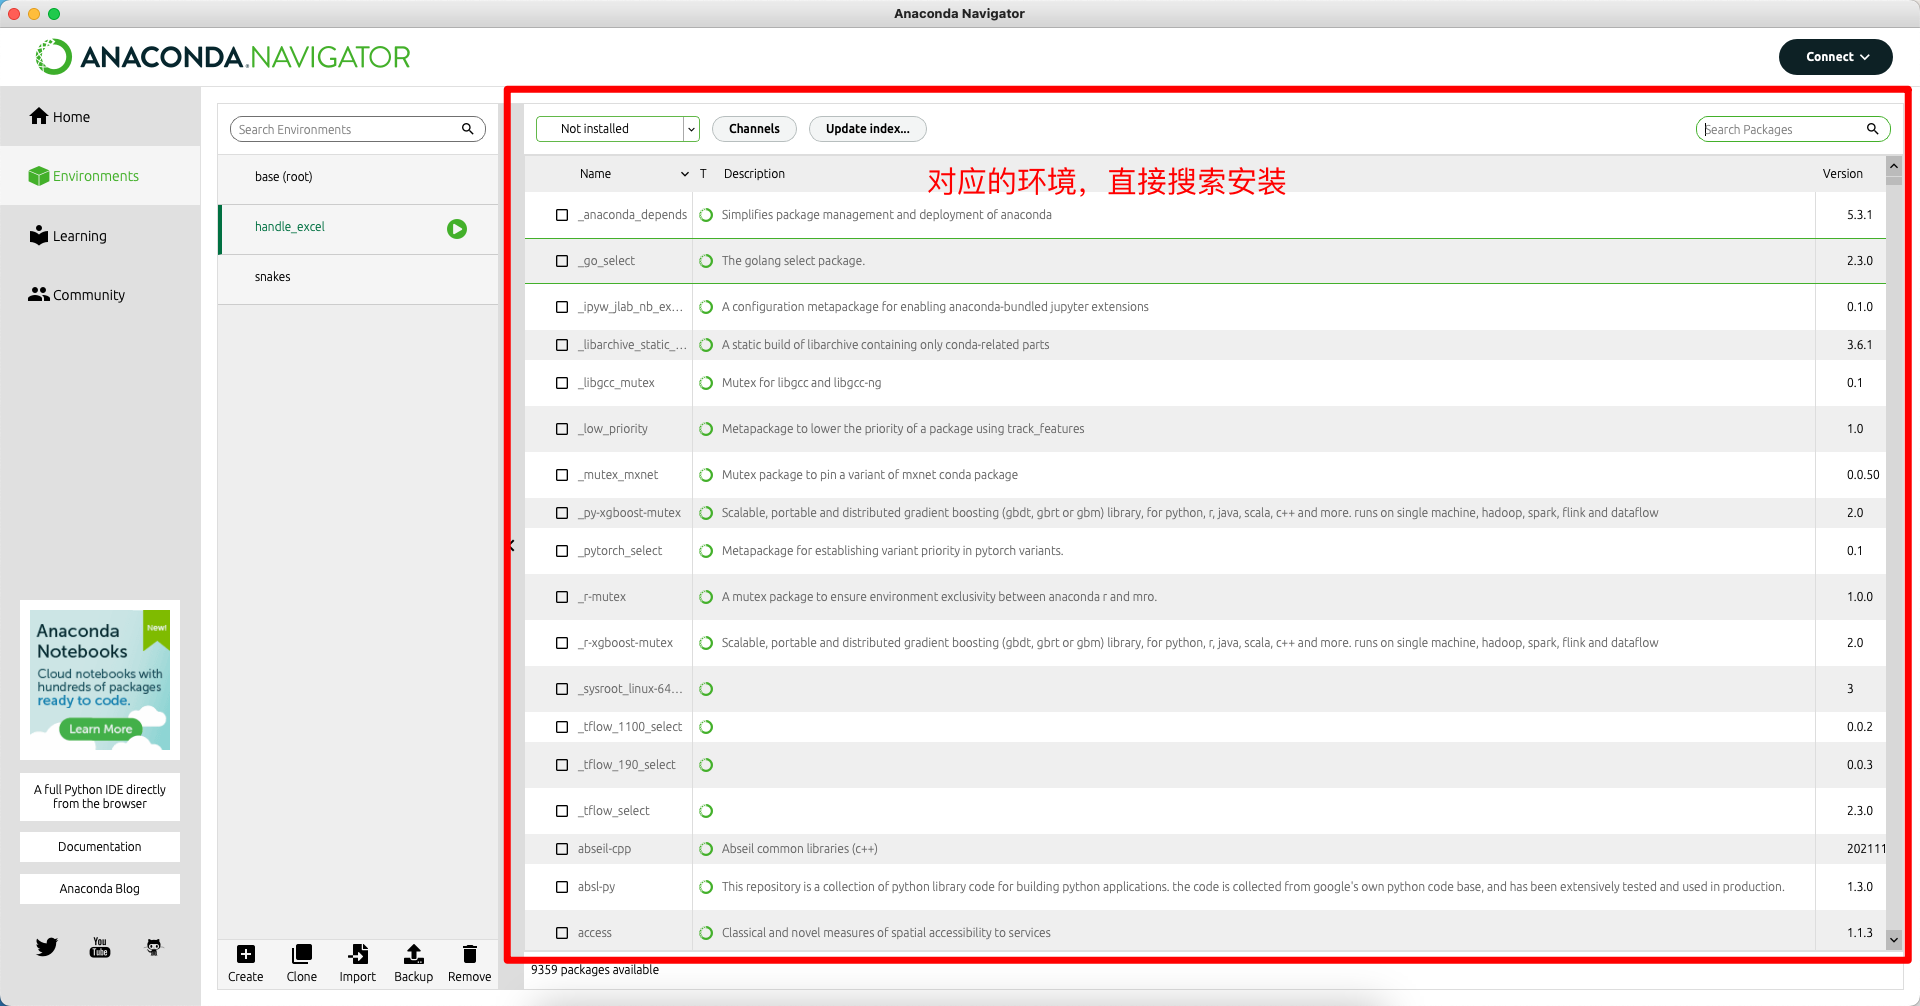 Anaconda Navigator
ANACONDA.NAVIGATOR
Connect
Home
Environments
Learning
Community
Anaconda Notebooks
New!
Cloud notebooks with
hundreds of packages
ready to code.
Learn More
A full Python IDE directly
from the browser
Documentation
Anaconda Blog
You
Tube
Search Environments
base (root)
handle_excel
snakes
Create Clone Import Backup Remove
Not installed Channels Update index... Search Packages
Name T Description Version
对应的环境，直接搜索安装
_anaconda_depends Simplifies package management and deployment of anaconda 5.3.1
_go_select The golang select package. 2.3.0
_ipyw_jlab_nb_ex... A configuration metapackage for enabling anaconda-bundled jupyter extensions 0.1.0
_libarchive_static_... A static build of libarchive containing only conda-related parts 3.6.1
_libgcc_mutex Mutex for libgcc and libgcc-ng 0.1
_low_priority Metapackage to lower the priority of a package using track_features 1.0
_mutex_mxnet Mutex package to pin a variant of mxnet conda package 0.0.50
_py-xgboost-mutex Scalable, portable and distributed gradient boosting (gbdt, gbrt or gbm) library, for python, r, java, scala, c++ and more. runs on single machine, hadoop, spark, flink and dataflow 2.0
_pytorch_select Metapackage for establishing variant priority in pytorch variants. 0.1
_r-mutex A mutex package to ensure environment exclusivity between anaconda r and mro. 1.0.0
_r-xgboost-mutex Scalable, portable and distributed gradient boosting (gbdt, gbrt or gbm) library, for python, r, java, scala, c++ and more. runs on single machine, hadoop, spark, flink and dataflow 2.0
_sysroot_linux-64... 3
_tflow_1100_select 0.0.2
_tflow_190_select 0.0.3
_tflow_select 2.3.0
abseil-cpp Abseil common libraries (c++) 202111
absl-py This repository is a collection of python library code for building python applications. the code is collected from google's own python code base, and has been extensively tested and used in production. 1.3.0
access Classical and novel measures of spatial accessibility to services 1.1.3
9359 packages available